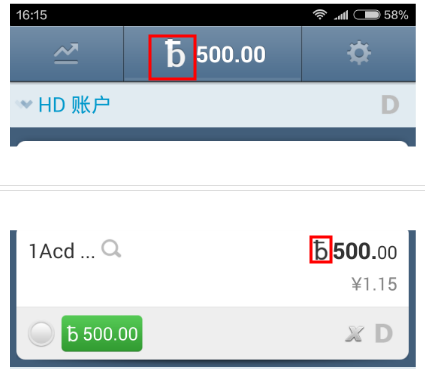 16:15 58%
ƀ 500.00
HD 账户 D
1Acd ... ƀ500.00
¥1.15
ƀ 500.00 X D